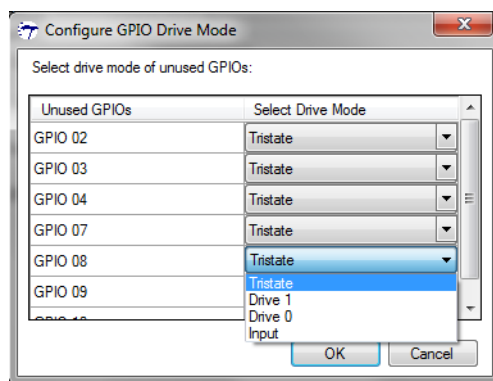 Configure GPIO Drive Mode
Select drive mode of unused GPIOs:
Unused GPIOs Select Drive Mode
GPIO 02 Tristate
GPIO 03 Tristate
GPIO 04 Tristate
GPIO 07 Tristate
GPIO 08 Tristate
GPIO 09 Tristate
Drive 1
Drive 0
Input
OK Cancel